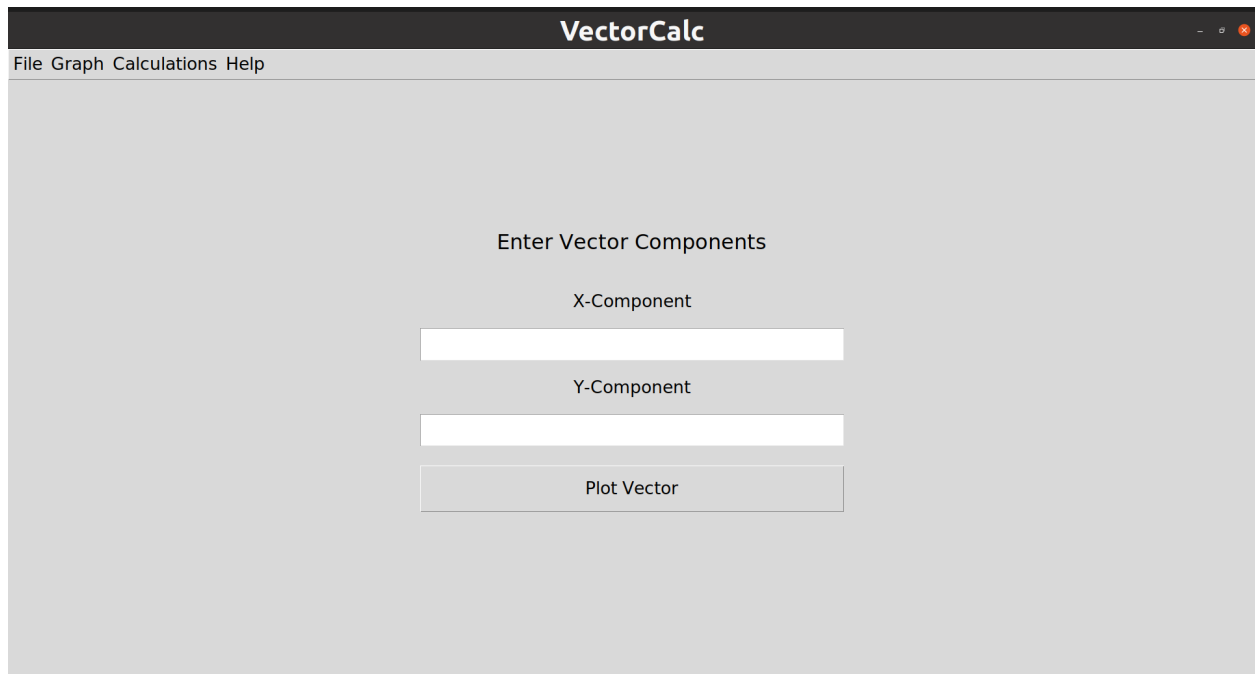 VectorCalc
File Graph Calculations Help
Enter Vector Components
X-Component
Y-Component
Plot Vector